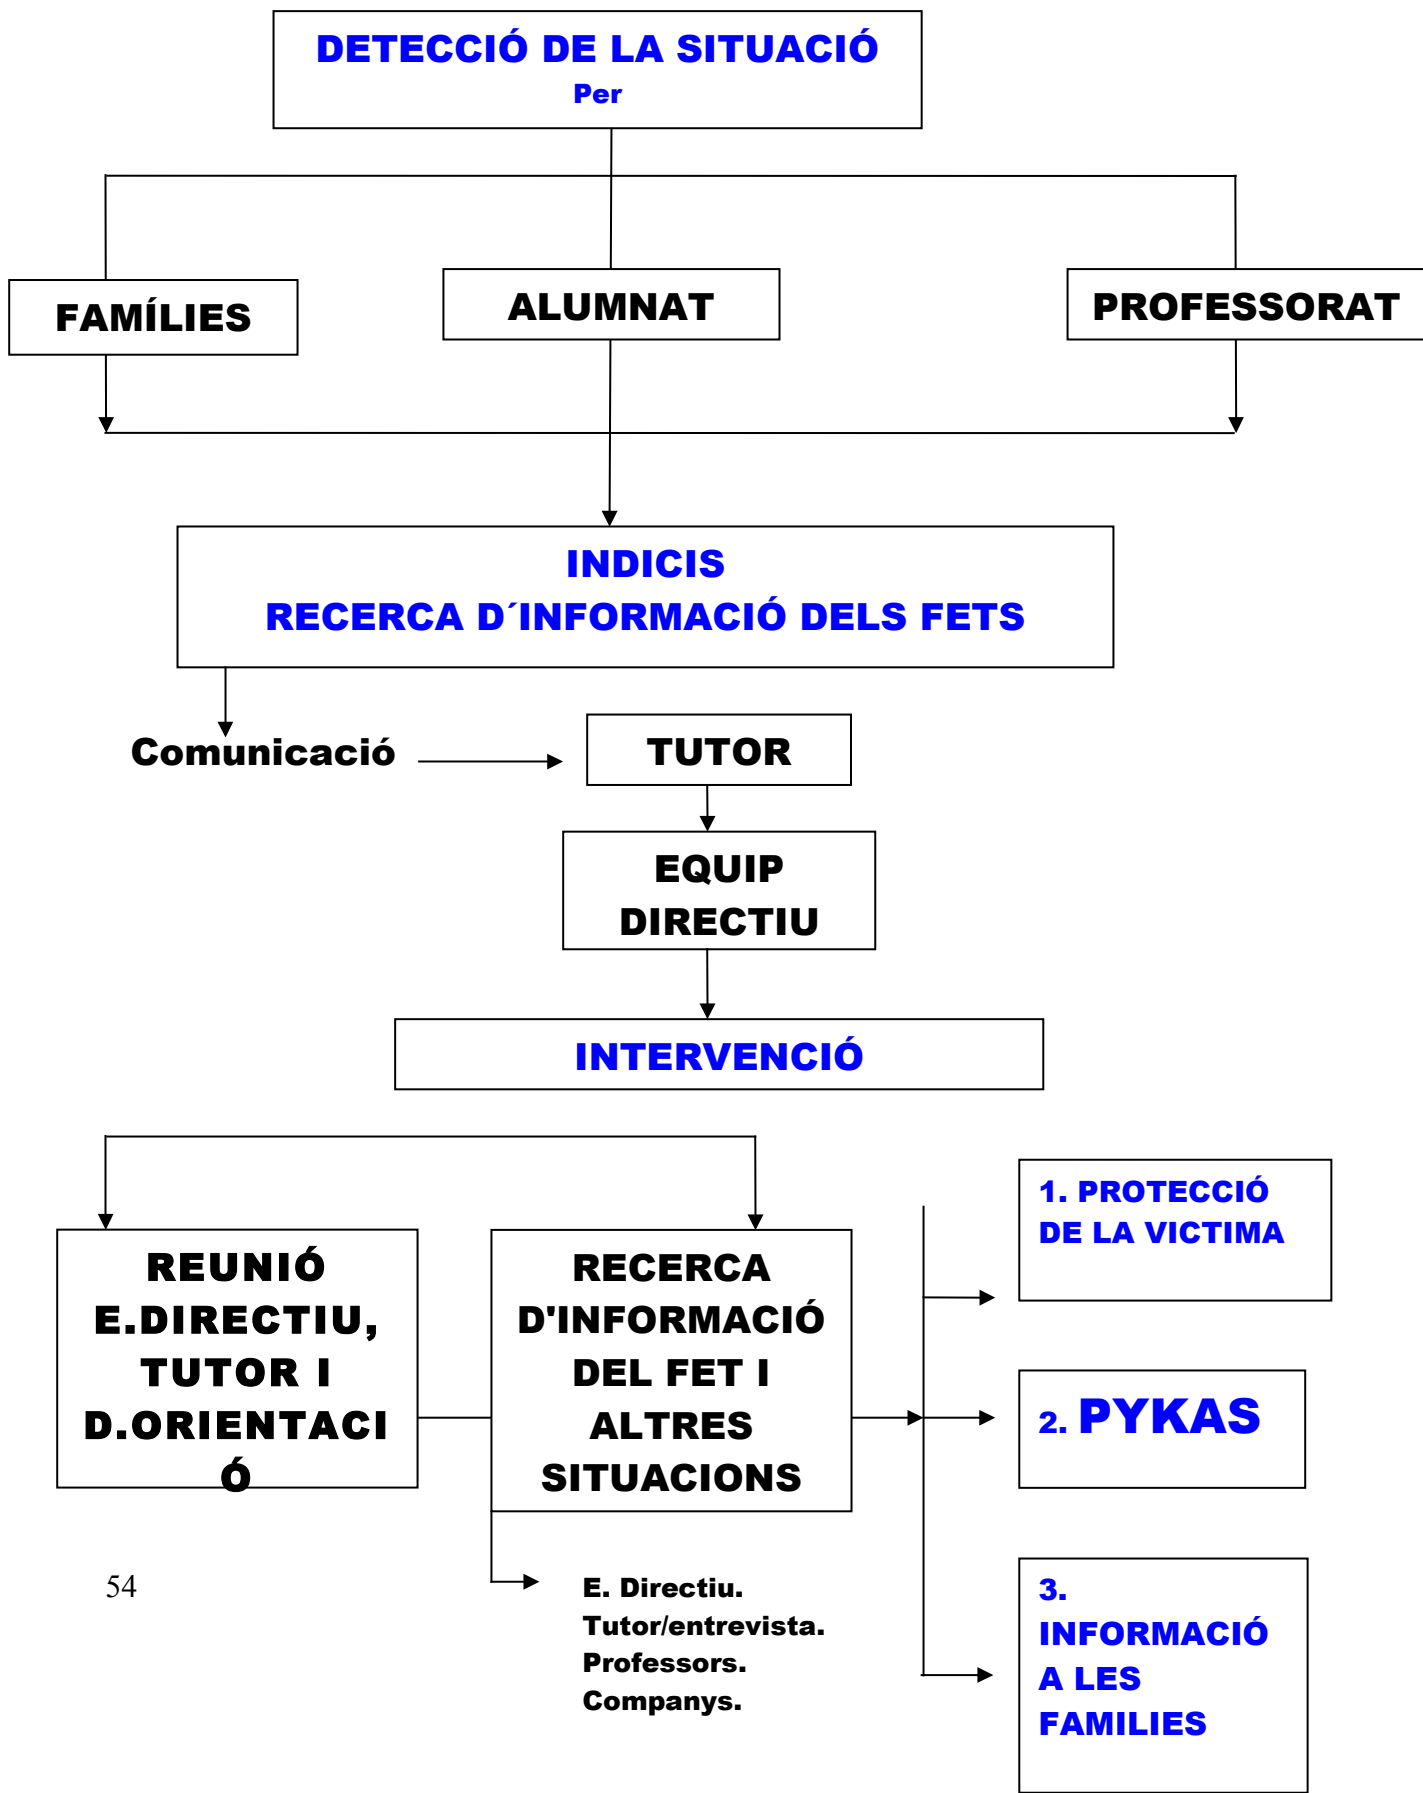 DETECCIÓ DE LA SITUACIÓ
Per
FAMÍLIES
ALUMNAT
PROFESSORAT
INDICIS
RECERCA D´INFORMACIÓ DELS FETS
Comunicació
TUTOR
EQUIP
DIRECTIU
INTERVENCIÓ
REUNIÓ
E.DIRECTIU,
TUTOR I
D.ORIENTACI
Ó
RECERCA
D'INFORMACIÓ
DEL FET I
ALTRES
SITUACIONS
1. PROTECCIÓ
DE LA VICTIMA
2. PYKAS
3.
INFORMACIÓ
A LES
FAMILIES
E. Directiu.
Tutor/entrevista.
Professors.
Companys.
54